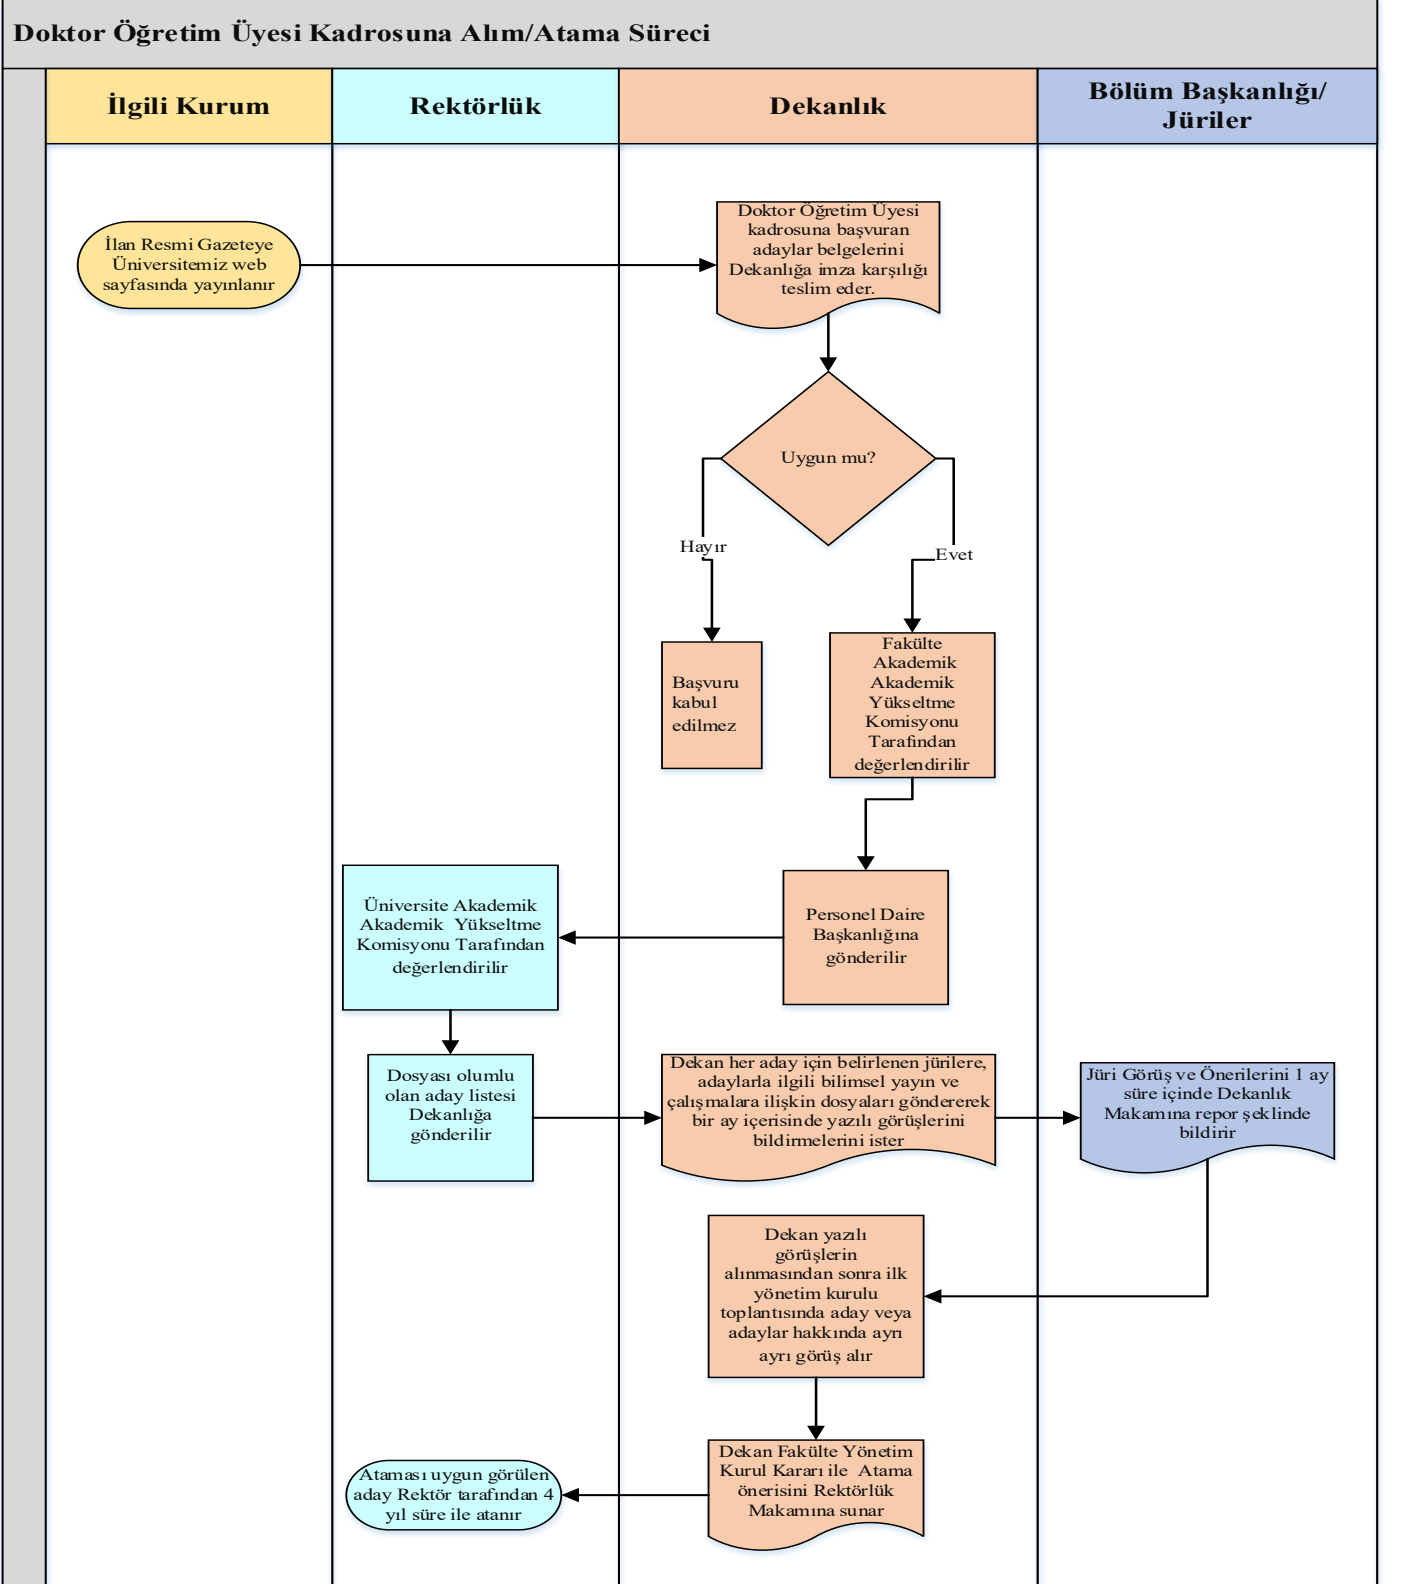 Doktor Öğretim Üyesi Kadrosuna Alım/Atama Süreci
İlgili Kurum
Rektörlük
Dekanlık
Bölüm Başkanlığı/
Jüriler
İlan Resmi Gazeteye
Üniversitemiz web
sayfasında yayınlanır
Doktor Öğretim Üyesi
kadrosuna başvuran
adaylar belgelerini
Dekanlığa imza karşılığı
teslim eder.
Uygun mu?
Hayır
Evet
Başvuru
kabul
edilmez
Fakülte
Akademik
Akademik
Yükseltme
Komisyonu
Tarafından
değerlendirilir
Personel Daire
Başkanlığına
gönderilir
Üniversite Akademik
Akademik Yükseltme
Komisyonu Tarafından
değerlendirilir
Dosyası olumlu
olan aday listesi
Dekanlığa
gönderilir
Dekan her aday için belirlenen jürilere,
adaylarla ilgili bilimsel yayın ve
çalışmalara ilişkin dosyaları göndererek
bir ay içerisinde yazılı görüşlerini
bildirmelerini ister
Jüri Görüş ve Önerilerini 1 ay
süre içinde Dekanlık
Makamına repor şeklinde
bildirir
Dekan yazılı
görüşlerin
alınmasından sonra ilk
yönetim kurulu
toplantısında aday veya
adaylar hakkında ayrı
ayrı görüş alır
Dekan Fakülte Yönetim
Kurul Kararı ile Atama
önerisini Rektörlük
Makamına sunar
Ataması uygun görülen
aday Rektör tarafından 4
yıl süre ile atanır